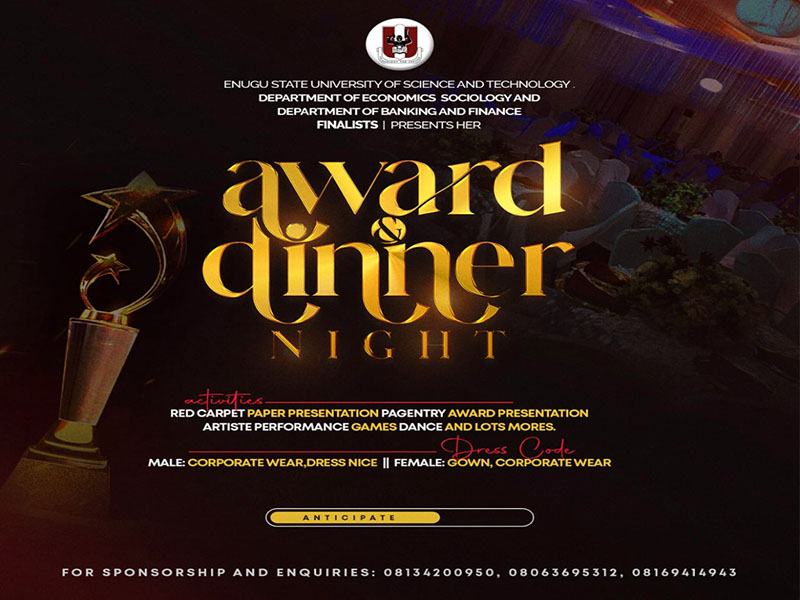 ENUGU STATE UNIVERSITY OF SCIENCE AND TECHNOLOGY .
DEPARTMENT OF ECONOMICS SOCIOLOGY AND
DEPARTMENT OF BANKING AND FINANCE
FINALISTS | PRESENTS HER
award
&
dinner
NIGHT
activities
RED CARPET PAPER PRESENTATION PAGENTRY AWARD PRESENTATION
ARTISTE PERFORMANCE GAMES DANCE AND LOTS MORES.
Dress Code
MALE: CORPORATE WEAR,DRESS NICE || FEMALE: GOWN, CORPORATE WEAR
ANTICIPATE
FOR SPONSORSHIP AND ENQUIRIES: 08134200950, 08063695312, 08169414943